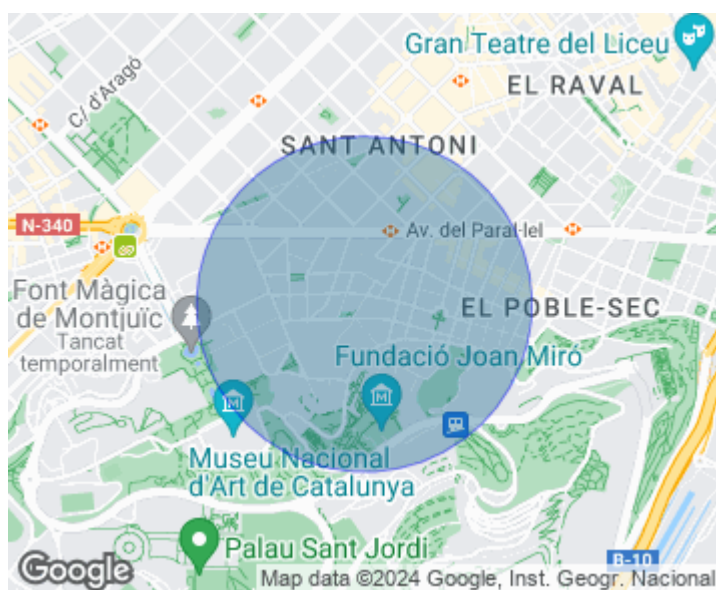 Gran Teatre del Liceu
EL RAVAL
C/ d'Aragó
SANT ANTONI
N-340
Av. del Paral·lel
Font Màgica
de Montjuïc
Tancat
temporalment
EL POBLE-SEC
Fundació Joan Miró
Museu Nacional
d'Art de Catalunya
Palau Sant Jordi
B-10
Google
Map data ©2024 Google, Inst. Geogr. Nacional